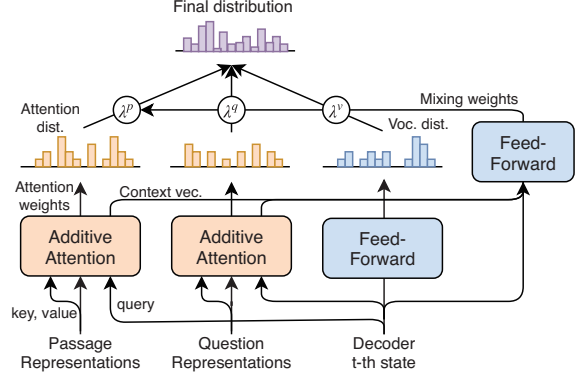 Final distribution
Attention
dist.
λp
λq
λv
Mixing weights
Voc. dist.
Feed-
Forward
Attention
weights
Context vec.
Additive
Attention
Additive
Attention
Feed-
Forward
key, value
query
Passage
Representations
Question
Representations
Decoder
t-th state